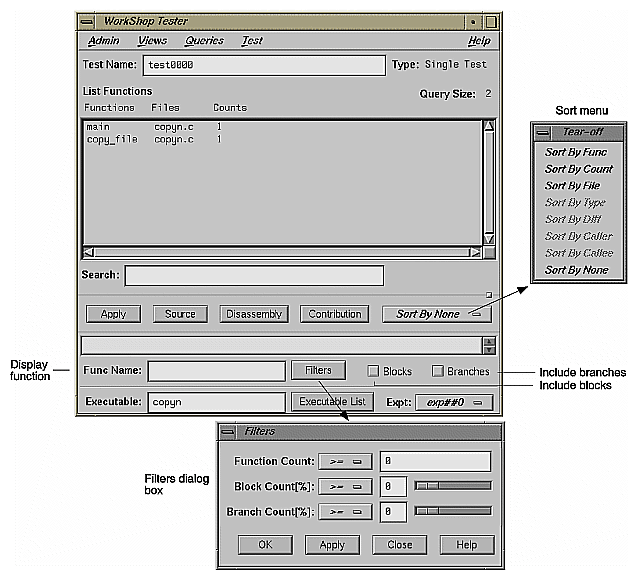 WorkShop Tester
Admin Views Queries Test Help
Test Name: test0000 Type: Single Test
List Functions
Query Size: 2
Functions Files Counts
main copyn.c 1
copy_file copyn.c 1
Search:
Apply Source Disassembly Contribution Sort By None
Func Name: Filters Blocks Branches
Executable: copyn Executable List Expt: exp##0
Sort menu
Tear-off
Sort By Func
Sort By Count
Sort By File
Sort By Type
Sort By Diff
Sort By Caller
Sort By Callee
Sort By None
Display
function
Include branches
Include blocks
Filters dialog
box
Filters
Function Count: >= 0
Block Count[%]: >= 0
Branch Count[%]: >= 0
OK Apply Close Help